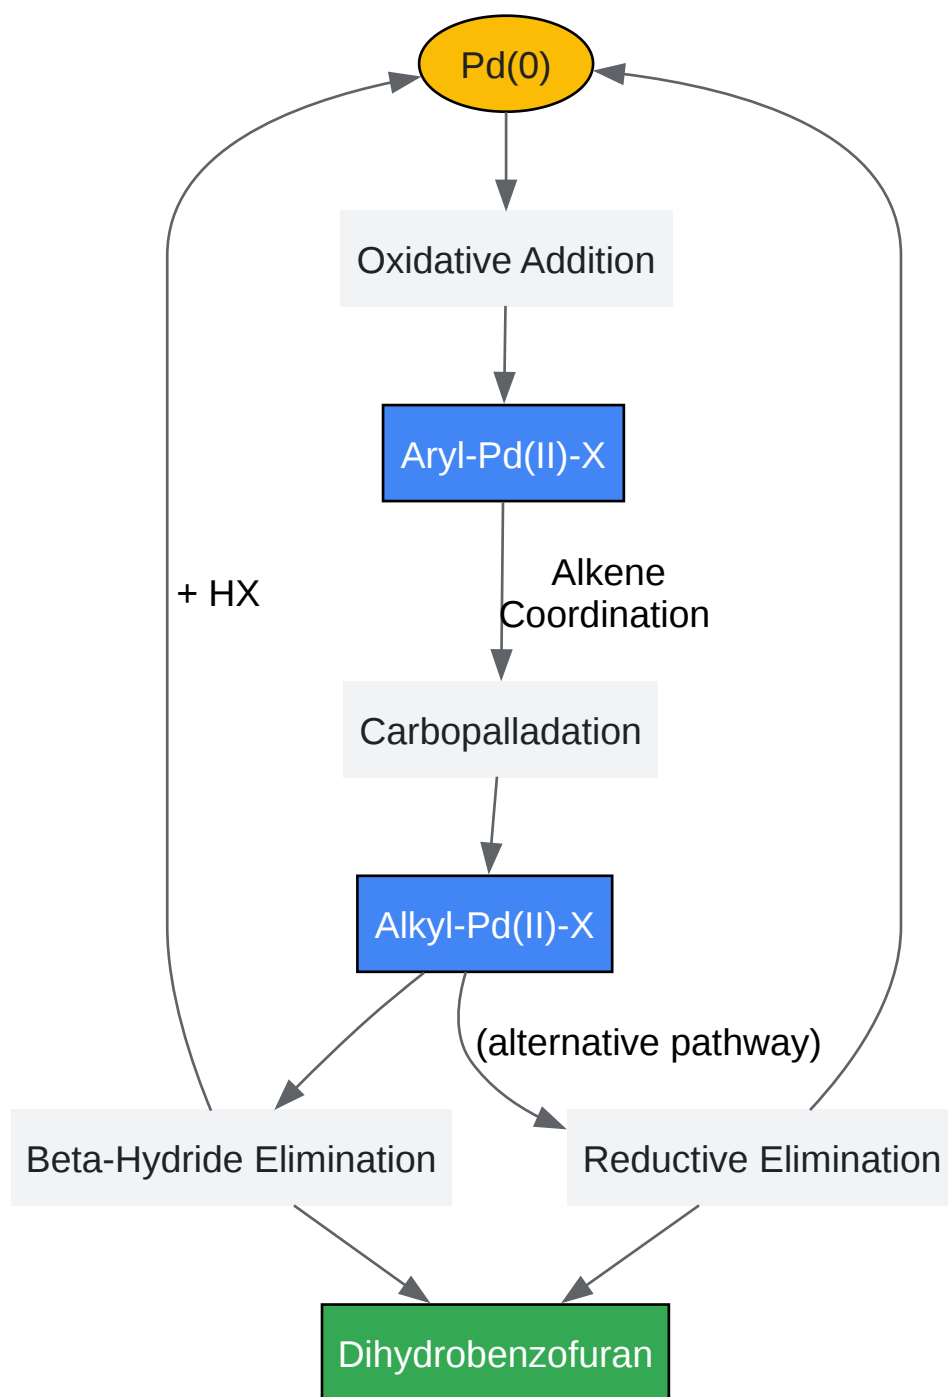 Pd(0)
Oxidative Addition
Aryl-Pd(II)-X
Alkene
Coordination
+ HX
Carbopalladation
Alkyl-Pd(II)-X
(alternative pathway)
Beta-Hydride Elimination
Reductive Elimination
Dihydrobenzofuran